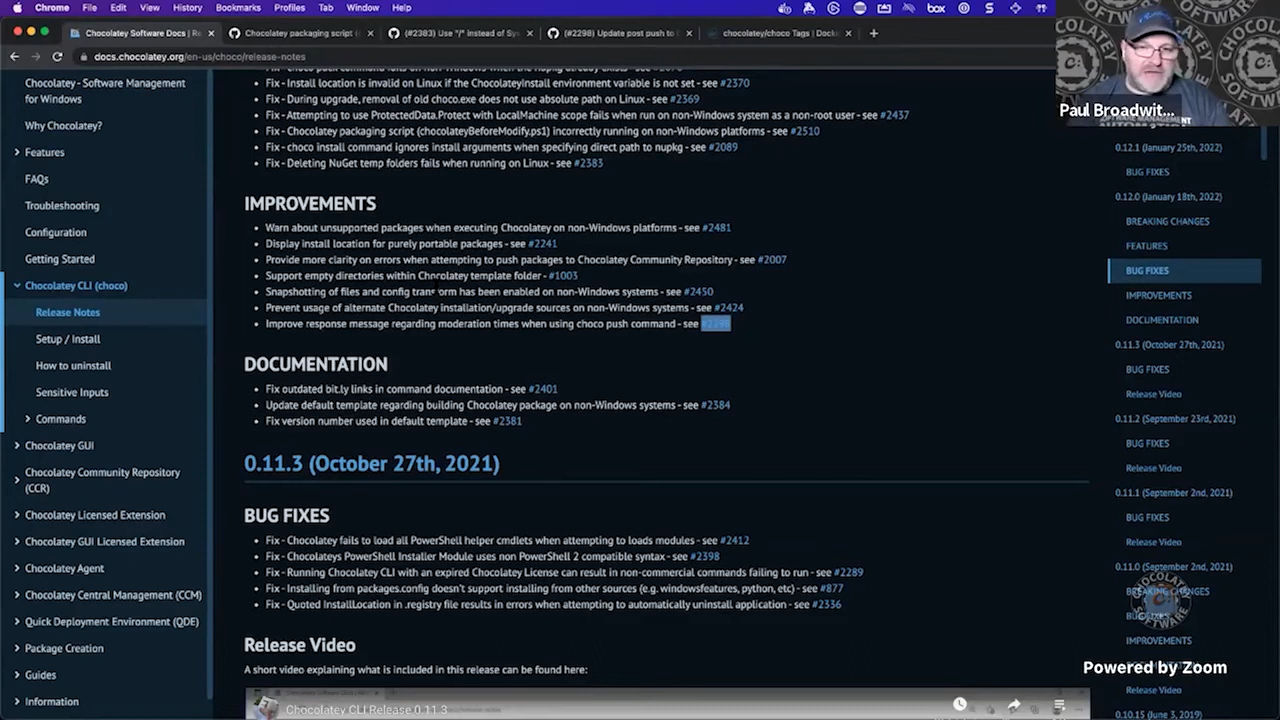 Chrome File Edit View History Bookmarks Profiles Tab Window Help
box
Chocolatey Software Docs | Re
Chocolatey packaging script (
(#2383) Use "/" instead of Sys
(#2298) Update post push to C
chocolatey/choco Tags | Dock
docs.chocolatey.org/en-us/choco/release-notes
Chocolatey - Software Management
for Windows
Why Chocolatey?
Features
FAQs
Troubleshooting
Configuration
Getting Started
Chocolatey CLI (choco)
Release Notes
Setup / Install
How to uninstall
Sensitive Inputs
Commands
Chocolatey GUI
Chocolatey Community Repository
(CCR)
Chocolatey Licensed Extension
Chocolatey GUI Licensed Extension
Chocolatey Agent
Chocolatey Central Management (CCM)
Quick Deployment Environment (QDE)
Package Creation
Guides
Information
Fix - Install location is invalid on Linux if the ChocolateyInstall environment variable is not set - see #2370
Fix - During upgrade, removal of old choco.exe does not use absolute path on Linux - see #2369
Fix - Attempting to use ProtectedData.Protect with LocalMachine scope fails when run on non-Windows system as a non-root user - see #2437
Fix - Chocolatey packaging script (chocolateyBeforeModify.ps1) incorrectly running on non-Windows platforms - see #2510
Fix - choco install command ignores install arguments when specifying direct path to nupkg - see #2089
Fix - Deleting NuGet temp folders fails when running on Linux - see #2383
IMPROVEMENTS
Warn about unsupported packages when executing Chocolatey on non-Windows platforms - see #2481
Display install location for purely portable packages - see #2241
Provide more clarity on errors when attempting to push packages to Chocolatey Community Repository - see #2007
Support empty directories within Chocolatey template folder - #1003
Snapshotting of files and config transform has been enabled on non-Windows systems - see #2450
Prevent usage of alternate Chocolatey installation/upgrade sources on non-Windows systems - see #2424
Improve response message regarding moderation times when using choco push command - see #2298
DOCUMENTATION
Fix outdated bit.ly links in command documentation - see #2401
Update default template regarding building Chocolatey package on non-Windows systems - see #2384
Fix version number used in default template - see #2381
0.11.3 (October 27th, 2021)
BUG FIXES
Fix - Chocolatey fails to load all PowerShell helper cmdlets when attempting to loads modules - see #2412
Fix - Chocolateys PowerShell Installer Module uses non PowerShell 2 compatible syntax - see #2398
Fix - Running Chocolatey CLI with an expired Chocolatey License can result in non-commercial commands failing to run - see #2289
Fix - Installing from packages.config doesn't support installing from other sources (e.g. windowsfeatures, python, etc) - see #877
Fix - Quoted InstallLocation in .registry file results in errors when attempting to automatically uninstall application - see #2336
Release Video
A short video explaining what is included in this release can be found here:
Chocolatey CLI Release 0.11.3
Paul Broadwit...
0.12.1 (January 25th, 2022)
BUG FIXES
0.12.0 (January 18th, 2022)
BREAKING CHANGES
FEATURES
BUG FIXES
IMPROVEMENTS
DOCUMENTATION
0.11.3 (October 27th, 2021)
BUG FIXES
Release Video
0.11.2 (September 23rd, 2021)
BUG FIXES
Release Video
0.11.1 (September 2nd, 2021)
BUG FIXES
Release Video
0.11.0 (September 2nd, 2021)
BREAKING CHANGES
BUG FIXES
IMPROVEMENTS
Release Video
0.10.15 (June 3, 2019)
Powered by Zoom